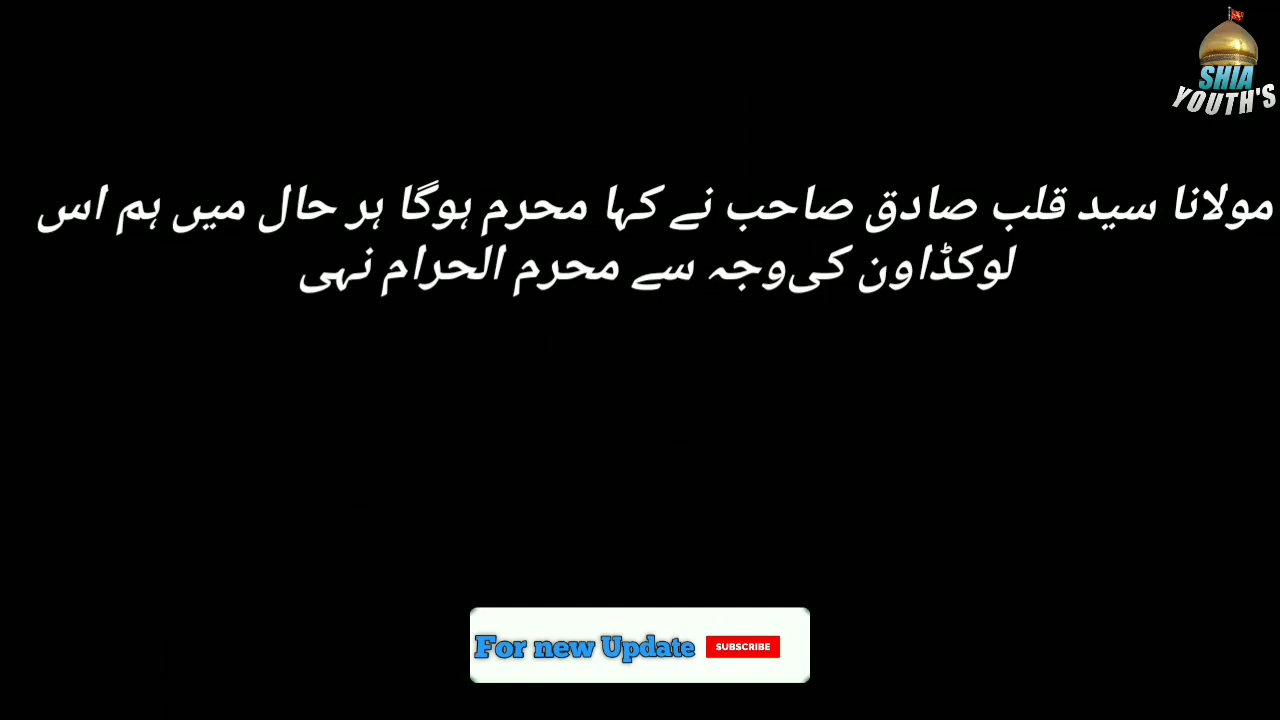 SHIA
YOUTH'S
مولانا سید قلب صادق صاحب نے کہا محرم ہوگا ہر حال میں ہم اس
لوکڈاون کی‌وجہ سے محرم الحرام نہی
For new Update SUBSCRIBE